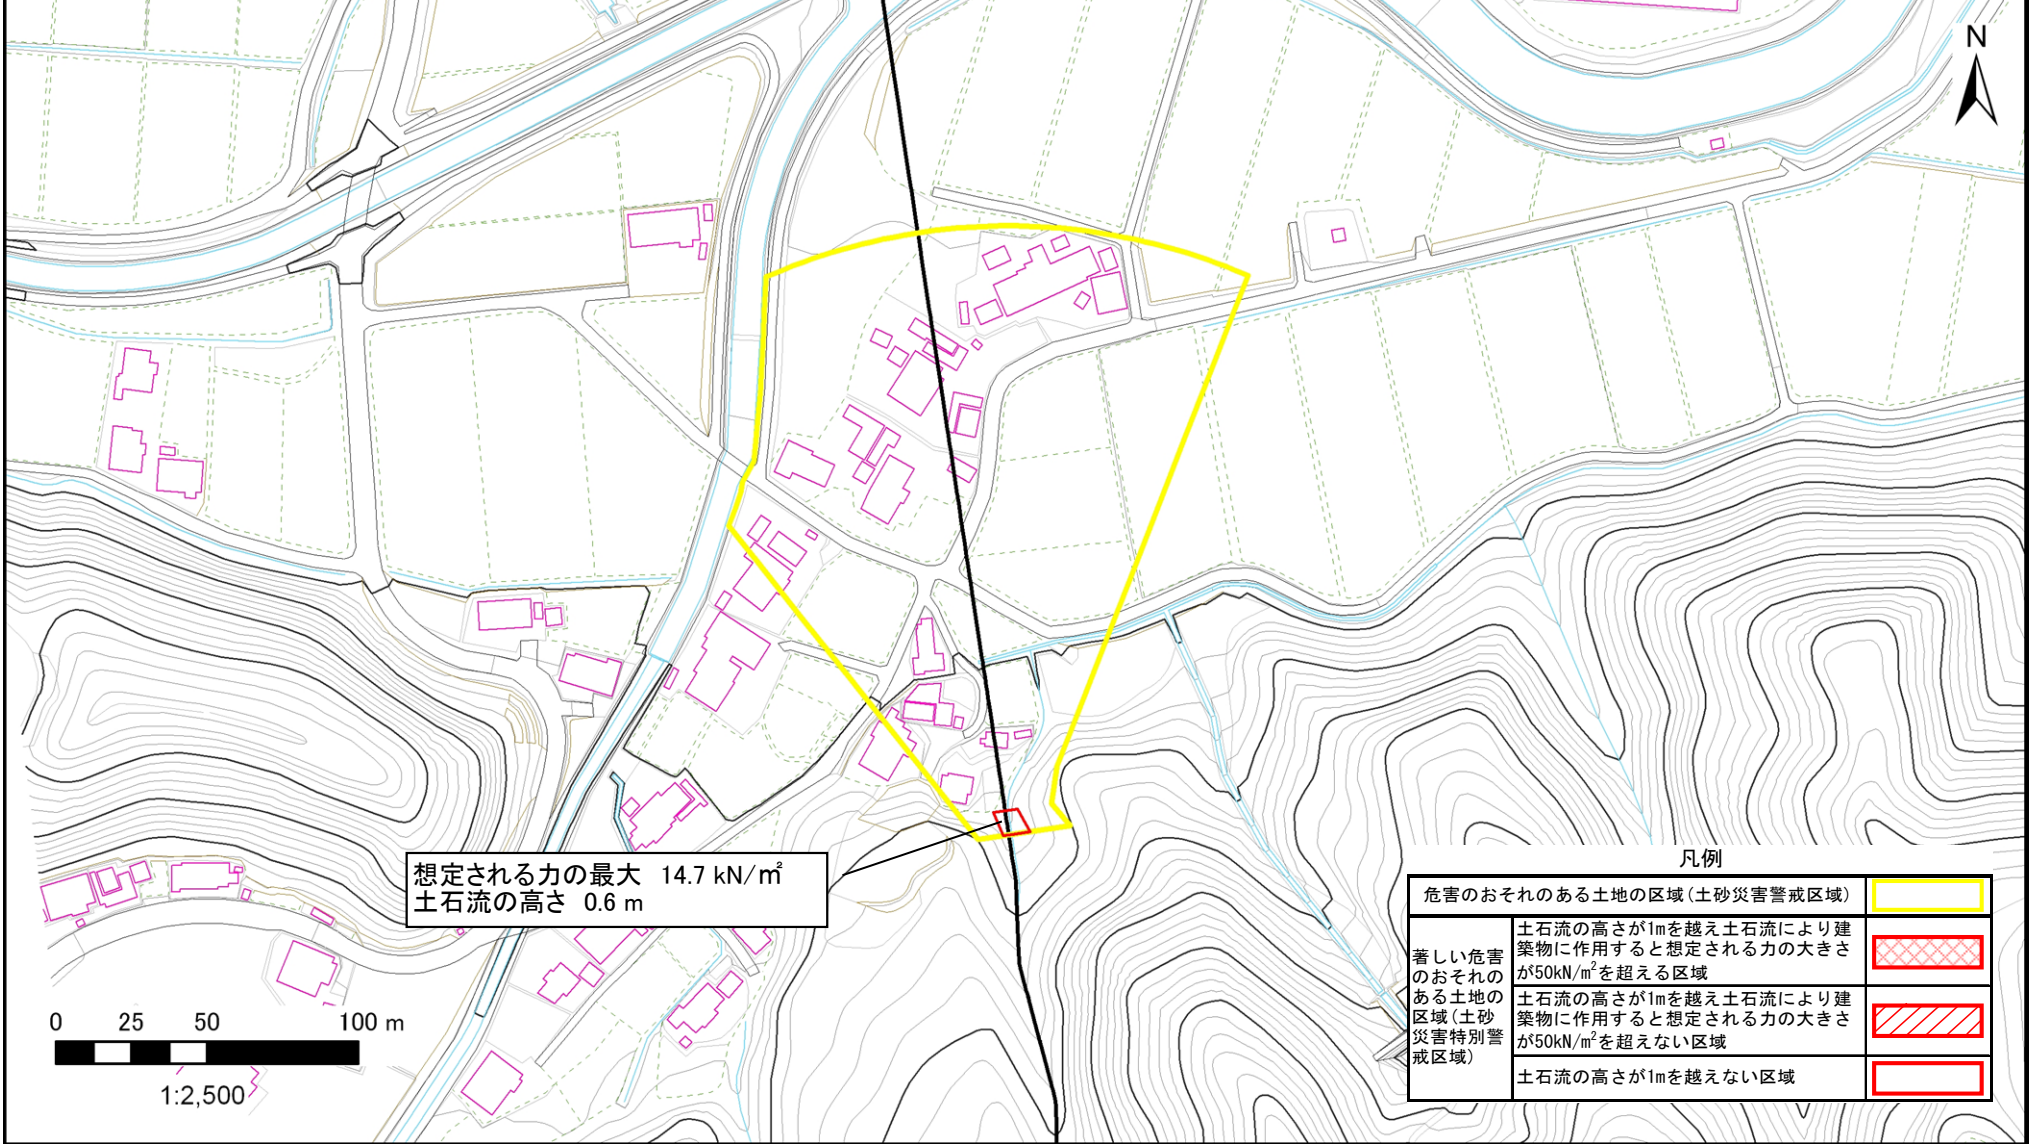 N
想定される力の最大 14.7 kN/㎡
土石流の高さ 0.6 m
0 25 50 100 m
1:2,500
凡例
危害のおそれのある土地の区域(土砂災害警戒区域)
著しい危害
のおそれの
ある土地の
区域(土砂
災害特別警
戒区域)
土石流の高さが1mを越え土石流により建
築物に作用すると想定される力の大きさ
が50kN/m²を超える区域
土石流の高さが1mを越え土石流により建
築物に作用すると想定される力の大きさ
が50kN/m²を超えない区域
土石流の高さが1mを越えない区域